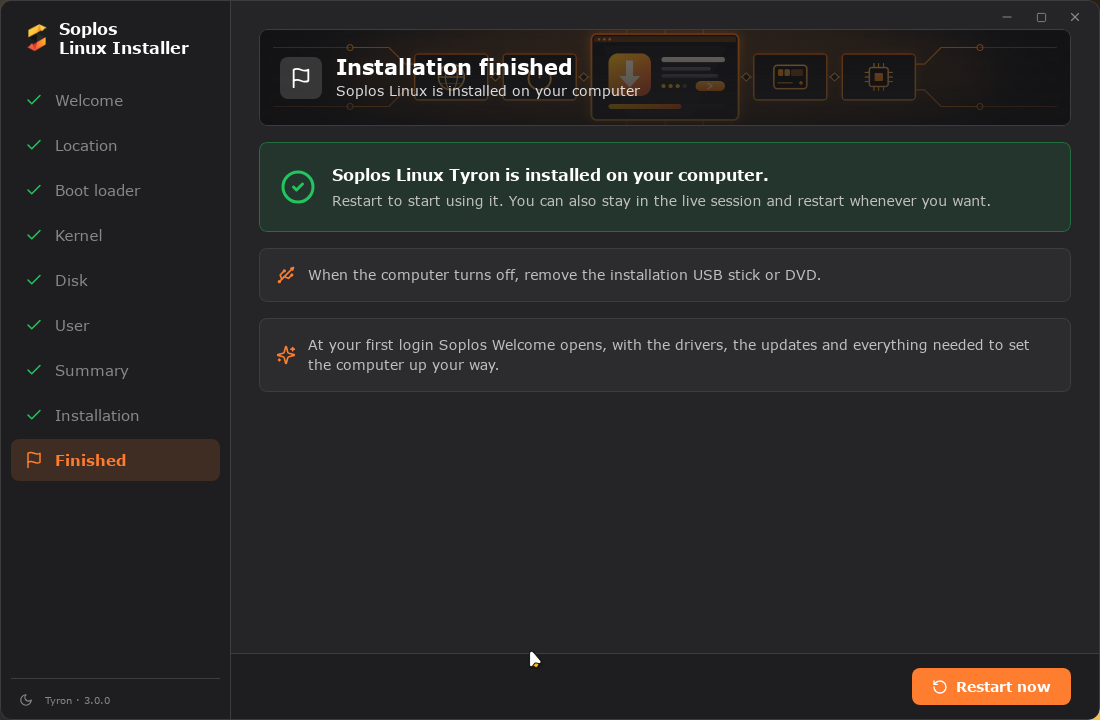 Soplos
Linux Installer
Welcome
Location
Boot loader
Kernel
Disk
User
Summary
Installation
Finished
Tyron · 3.0.0
Installation finished
Soplos Linux is installed on your computer
Soplos Linux Tyron is installed on your computer.
Restart to start using it. You can also stay in the live session and restart whenever you want.
When the computer turns off, remove the installation USB stick or DVD.
At your first login Soplos Welcome opens, with the drivers, the updates and everything needed to set
the computer up your way.
Restart now